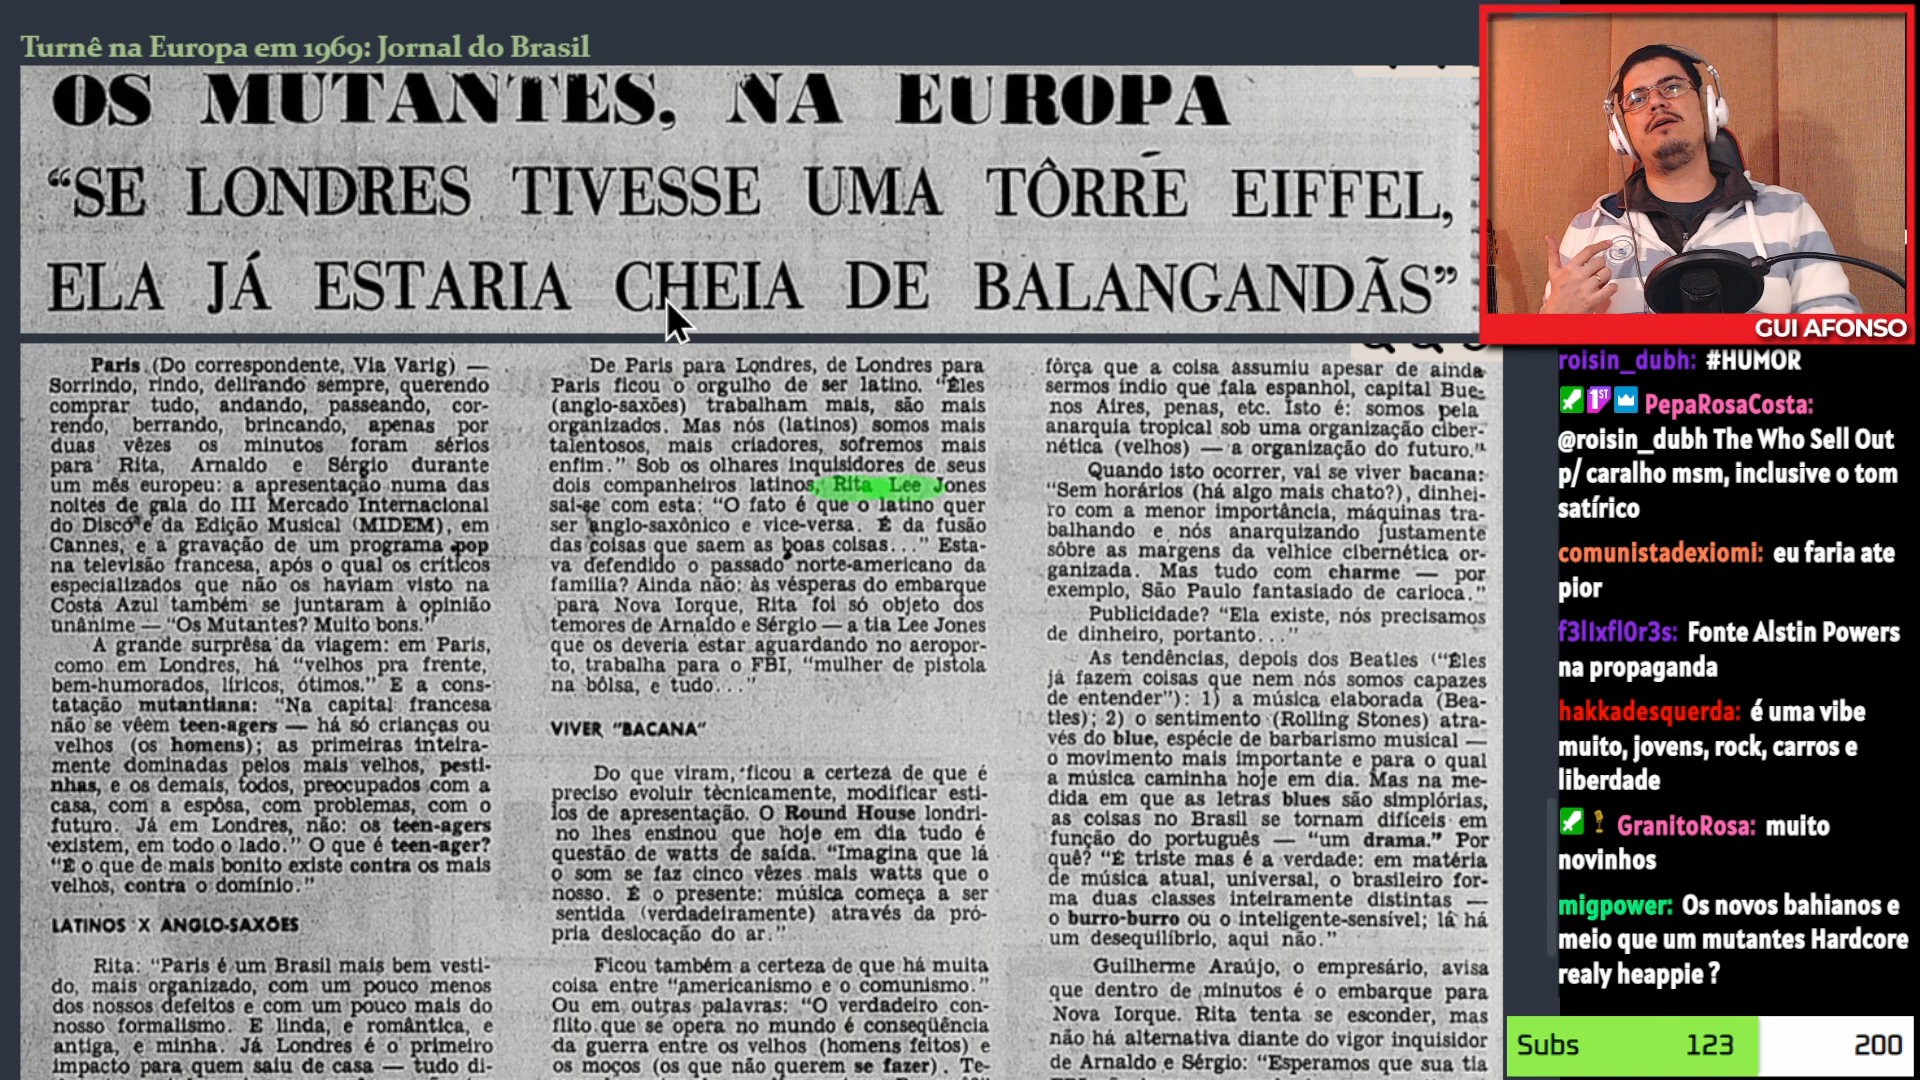 Turnê na Europa em 1969: Jornal do Brasil
OS MUTANTES, NA EUROPA
“SE LONDRES TIVESSE UMA TÔRRE EIFFEL,
ELA JÁ ESTARIA CHEIA DE BALANGANDÃS”
Paris (Do correspondente, Via Varig) —
Sorrindo, rindo, delirando sempre, querendo
comprar tudo, andando, passeando, cor-
rendo, berrando, brincando, apenas por
duas vêzes os minutos foram sérios
para Rita, Arnaldo e Sérgio durante
um mês europeu: a apresentação numa das
noites de gala do III Mercado Internacional
do Disco e da Edição Musical (MIDEM), em
Cannes, e a gravação de um programa pop
na televisão francesa, após o qual os críticos
especializados que não os haviam visto na
Costa Azul também se juntaram à opinião
unânime — “Os Mutantes? Muito bons.”
A grande surprêsa da viagem: em Paris,
como em Londres, há “velhos pra frente,
bem-humorados, líricos, ótimos.” E a cons-
tatação mutantiana: “Na capital francesa
não se vêem teen-agers — há só crianças ou
velhos (os homens); as primeiras inteira-
mente dominadas pelos mais velhos, pesti-
nhas, e os demais, todos, preocupados com a
casa, com a espôsa, com problemas, com o
futuro. Já em Londres, não: os teen-agers
existem, em todo o lado.” O que é teen-ager?
“É o que de mais bonito existe contra os mais
velhos, contra o domínio.”
LATINOS X ANGLO-SAXÕES
Rita: “Paris é um Brasil mais bem vesti-
do, mais organizado, com um pouco menos
dos nossos defeitos e com um pouco mais do
nosso formalismo. E linda, e romântica, e
antiga, e minha. Já Londres é o primeiro
impacto para quem saiu de casa — tudo di-
De Paris para Londres, de Londres para
Paris ficou o orgulho de ser latino. “Êles
(anglo-saxões) trabalham mais, são mais
organizados. Mas nós (latinos) somos mais
talentosos, mais criadores, sofremos mais
enfim.” Sob os olhares inquisidores de seus
dois companheiros latinos, Rita Lee Jones
sai-se com esta: “O fato é que o latino quer
ser anglo-saxônico e vice-versa. É da fusão
das coisas que saem as boas coisas...” Esta-
va defendido o passado norte-americano da
família? Ainda não: às vésperas do embarque
para Nova Iorque, Rita foi só objeto dos
temores de Arnaldo e Sérgio — a tia Lee Jones
que os deveria estar aguardando no aeropor-
to, trabalha para o FBI, “mulher de pistola
na bôlsa, e tudo...”
VIVER “BACANA”
Do que viram, ficou a certeza de que é
preciso evoluir tècnicamente, modificar esti-
los de apresentação. O Round House londri-
no lhes ensinou que hoje em dia tudo é
questão de watts de saída. “Imagina que lá
o som se faz cinco vêzes mais watts que o
nosso. É o presente: música começa a ser
sentida (verdadeiramente) através da pró-
pria deslocação do ar.”
Ficou também a certeza de que há muita
coisa entre “americanismo e o comunismo.”
Ou em outras palavras: “O verdadeiro con-
flito que se opera no mundo é conseqüência
da guerra entre os velhos (homens feitos) e
os moços (os que não querem se fazer). Te-
fôrça que a coisa assumiu apesar de ainda
sermos índio que fala espanhol, capital Bue-
nos Aires, penas, etc. Isto é: somos pela
anarquia tropical sob uma organização ciber-
nética (velhos) — a organização do futuro.”
Quando isto ocorrer, vai se viver bacana:
“Sem horários (há algo mais chato?), dinhei-
ro com a menor importância, máquinas tra-
balhando e nós anarquizando justamente
sôbre as margens da velhice cibernética or-
ganizada. Mas tudo com charme — por
exemplo, São Paulo fantasiado de carioca.”
Publicidade? “Ela existe, nós precisamos
de dinheiro, portanto...”
As tendências, depois dos Beatles (“Êles
já fazem coisas que nem nós somos capazes
de entender”): 1) a música elaborada (Bea-
tles); 2) o sentimento (Rolling Stones) atra-
vés do blue, espécie de barbarismo musical —
o movimento mais importante e para o qual
a música caminha hoje em dia. Mas na me-
dida em que as letras blues são simplórias,
as coisas no Brasil se tornam difíceis em
função do português — “um drama.” Por
quê? “É triste mas é a verdade: em matéria
de música atual, universal, o brasileiro for-
ma duas classes inteiramente distintas —
o burro-burro ou o inteligente-sensível; lá há
um desequilíbrio, aqui não.”
Guilherme Araújo, o empresário, avisa
que dentro de minutos é o embarque para
Nova Iorque. Rita tenta se esconder, mas
não há alternativa diante do vigor inquisidor
de Arnaldo e Sérgio: “Esperamos que sua tia
GUI AFONSO
roisin_dubh: #HUMOR
1ST PepaRosaCosta:
@roisin_dubh The Who Sell Out
p/ caralho msm, inclusive o tom
satírico
comunistadexiomi: eu faria ate
pior
f3l1xfl0r3s: Fonte Alstin Powers
na propaganda
hakkadesquerda: é uma vibe
muito, jovens, rock, carros e
liberdade
GranitoRosa: muito
novinhos
migpower: Os novos bahianos e
meio que um mutantes Hardcore
realy heappie ?
Subs 123 200